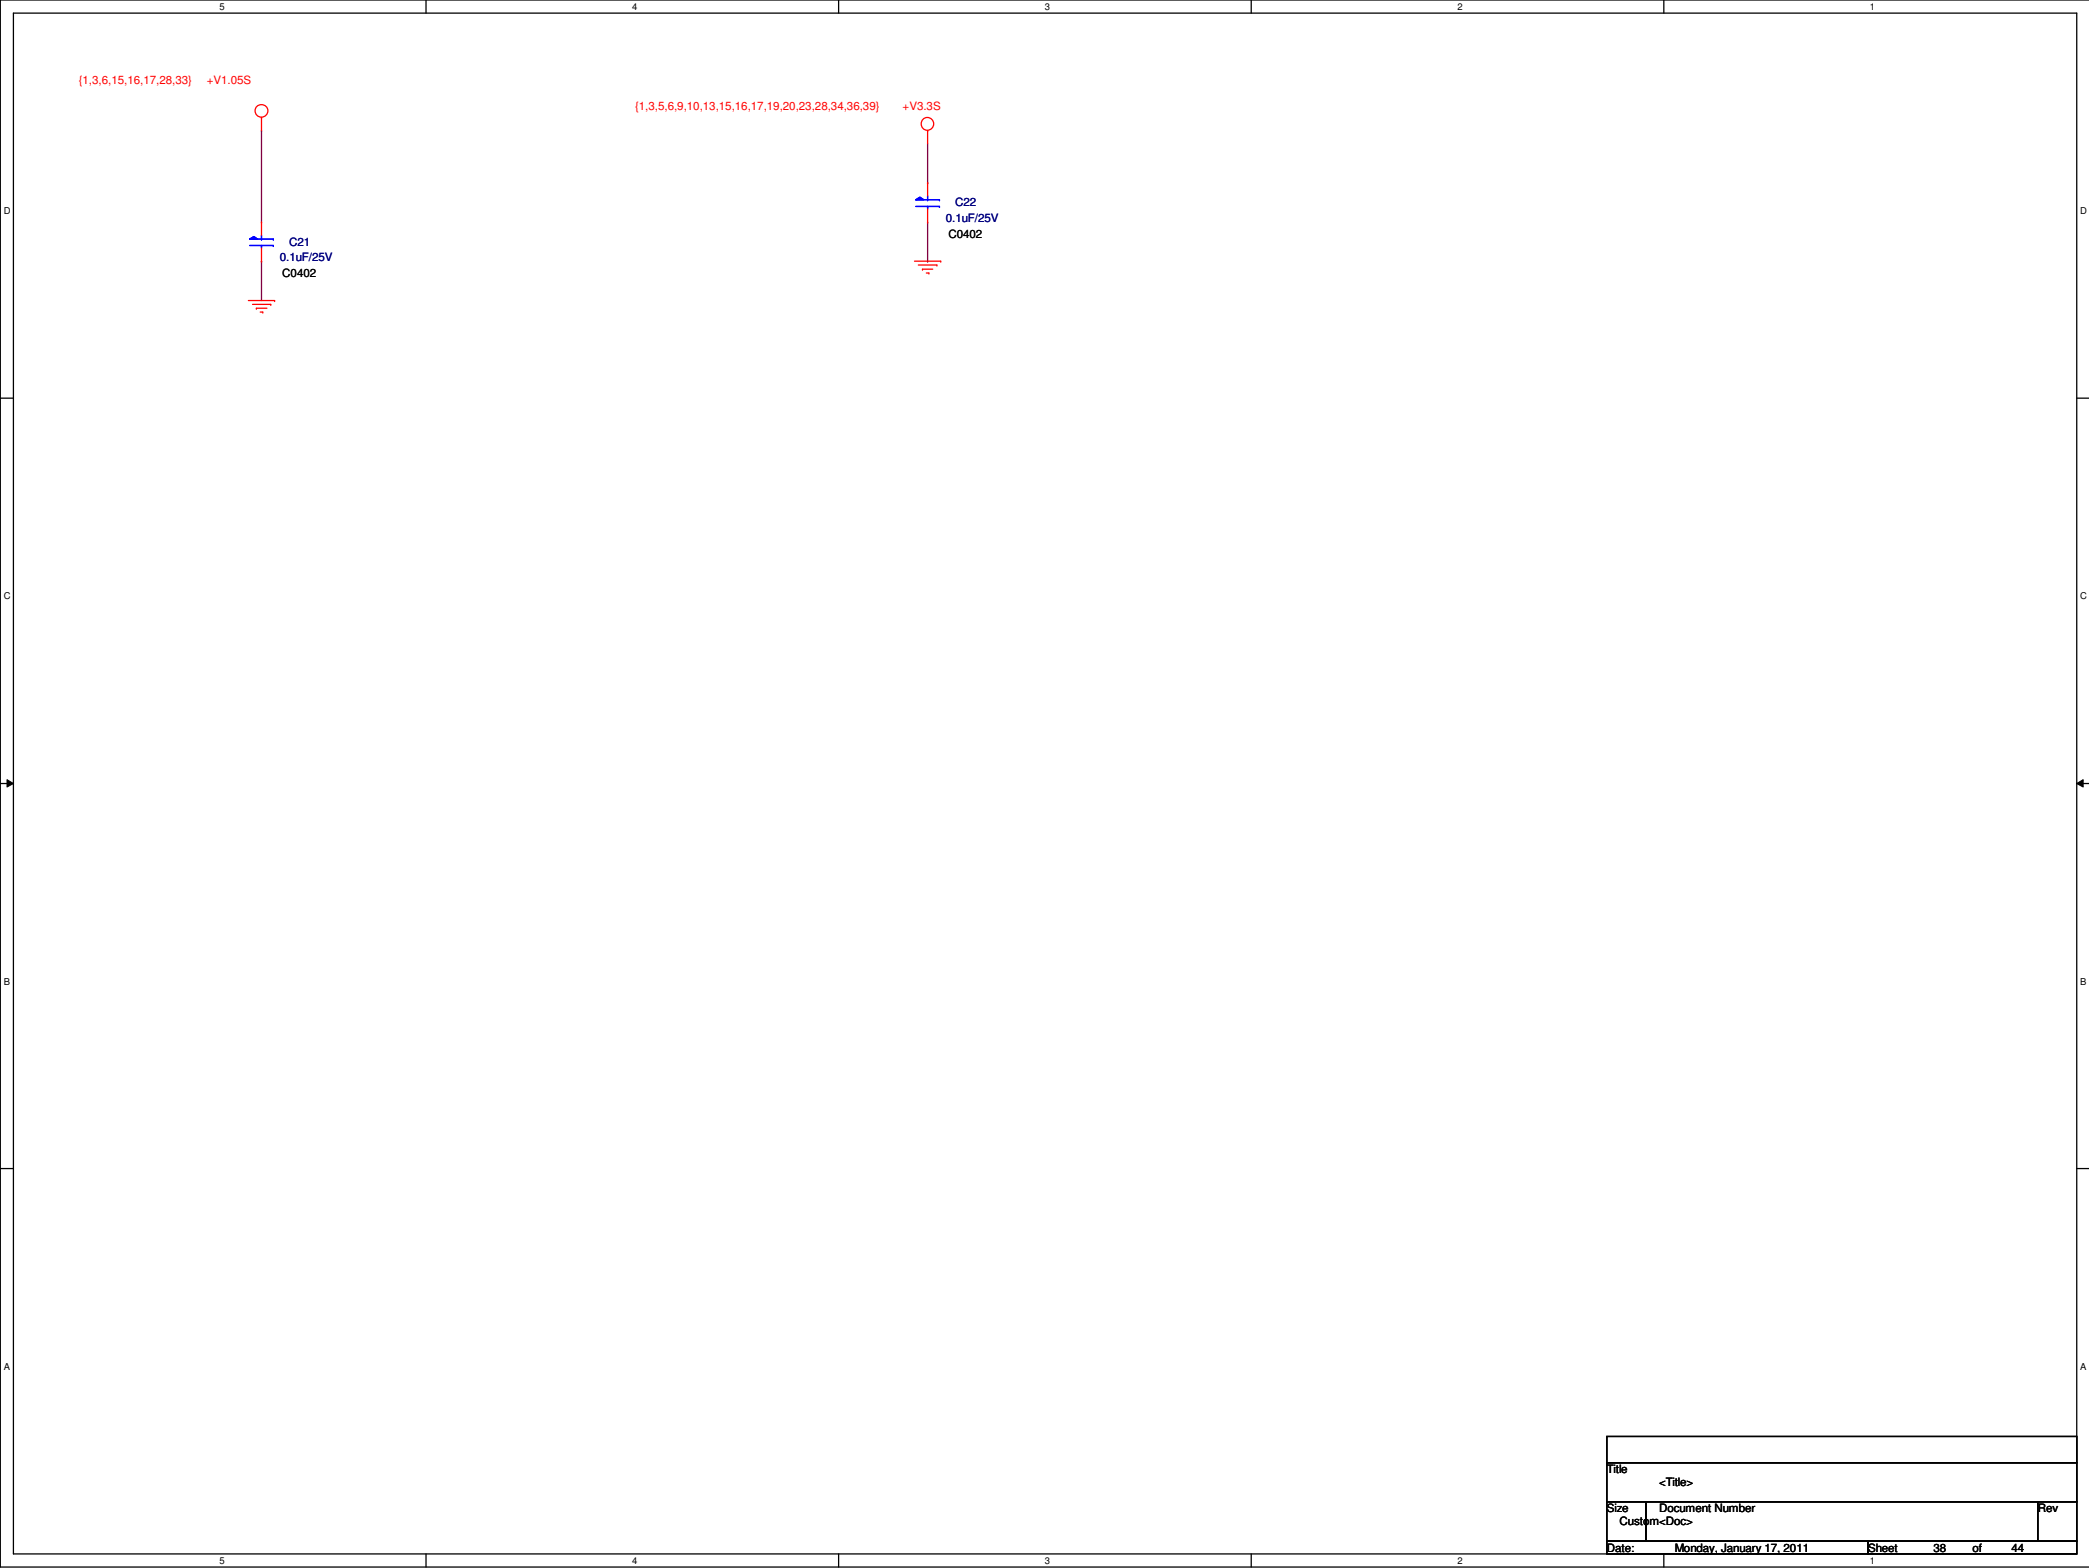 5 4 3 2 1
{1,3,6,15,16,17,28,33} +V1.05S
{1,3,5,6,9,10,13,15,16,17,19,20,23,28,34,36,39} +V3.3S
C22
D D
0.1uF/25V
C0402
C21
0.1uF/25V
C0402
C C
B B
A A
Title
<Title>
Size Document Number Rev
Custom<Doc>
Date: Monday, January 17, 2011 Sheet 38 of 44
5 4 3 2 1